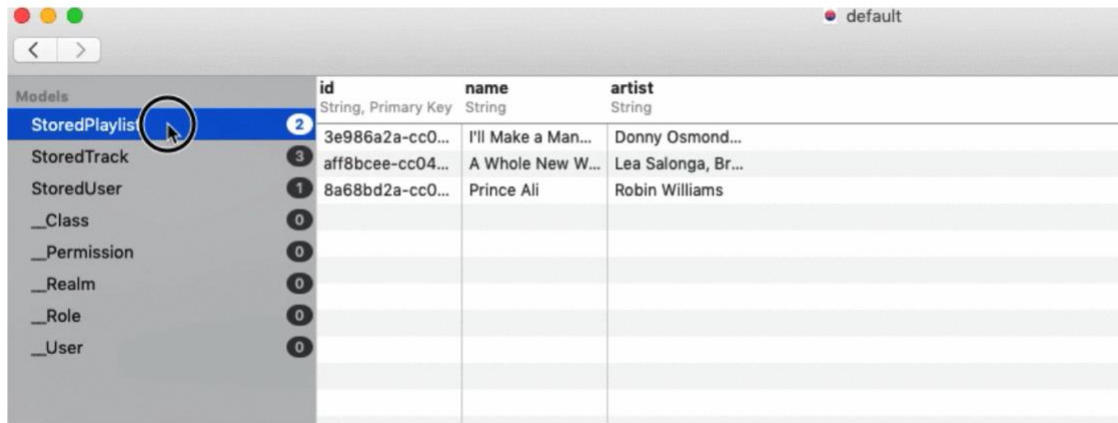 default
Models
StoredPlaylist 2
StoredTrack 3
StoredUser 1
__Class 0
__Permission 0
__Realm 0
__Role 0
__User 0
id name artist
String, Primary Key String String
3e986a2a-cc0... I'll Make a Man... Donny Osmond...
aff8bcee-cc04... A Whole New W... Lea Salonga, Br...
8a68bd2a-cc0... Prince Ali Robin Williams